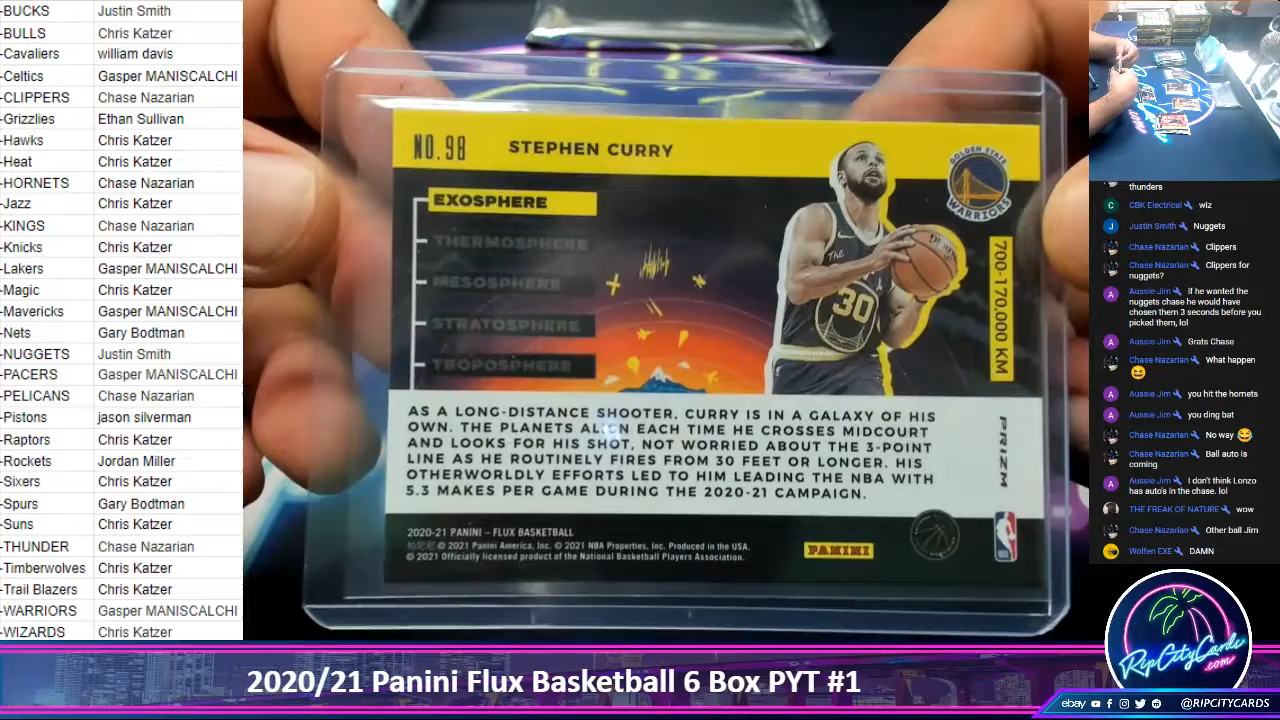 -BUCKS Justin Smith
-BULLS Chris Katzer
-Cavaliers william davis
-Celtics Gasper MANISCALCHI
-CLIPPERS Chase Nazarian
-Grizzlies Ethan Sullivan
-Hawks Chris Katzer
-Heat Chris Katzer
-HORNETS Chase Nazarian
-Jazz Chris Katzer
-KINGS Chase Nazarian
-Knicks Chris Katzer
-Lakers Gasper MANISCALCHI
-Magic Chris Katzer
-Mavericks Gasper MANISCALCHI
-Nets Gary Bodtman
-NUGGETS Justin Smith
-PACERS Gasper MANISCALCHI
-PELICANS Chase Nazarian
-Pistons jason silverman
-Raptors Chris Katzer
-Rockets Jordan Miller
-Sixers Chris Katzer
-Spurs Gary Bodtman
-Suns Chris Katzer
-THUNDER Chase Nazarian
-Timberwolves Chris Katzer
-Trail Blazers Chris Katzer
-WARRIORS Gasper MANISCALCHI
-WIZARDS Chris Katzer
NO.98 STEPHEN CURRY
GOLDEN STATE
WARRIORS
EXOSPHERE
THERMOSPHERE
MESOSPHERE
STRATOSPHERE
TROPOSPHERE
The
30
700-170,000 KM
AS A LONG-DISTANCE SHOOTER, CURRY IS IN A GALAXY OF HIS
OWN. THE PLANETS ALIGN EACH TIME HE CROSSES MIDCOURT
AND LOOKS FOR HIS SHOT, NOT WORRIED ABOUT THE 3-POINT
LINE AS HE ROUTINELY FIRES FROM 30 FEET OR LONGER. HIS
OTHERWORLDLY EFFORTS LED TO HIM LEADING THE NBA WITH
5.3 MAKES PER GAME DURING THE 2020-21 CAMPAIGN.
PRIZM
2020-21 PANINI – FLUX BASKETBALL
© 2021 Panini America, Inc. © 2021 NBA Properties, Inc. Produced in the USA.
© 2021 Officially licensed product of the National Basketball Players Association.
PANINI
NBA
thunders
C CBK Electrical wiz
J Justin Smith Nuggets
Chase Nazarian Clippers
Chase Nazarian Clippers for
nuggets?
A Aussie Jim if he wanted the
nuggets chase he would have
chosen them 3 seconds before you
picked them, lol
A Aussie Jim Grats Chase
Chase Nazarian What happen
A Aussie Jim you hit the hornets
A Aussie Jim you ding bat
Chase Nazarian No way
Chase Nazarian Ball auto is
coming
A Aussie Jim I don't think Lonzo
has auto's in the chase. lol
THE FREAK OF NATURE wow
Chase Nazarian Other ball Jim
Wolfen EXE DAMN
RipCityCards
.com
2020/21 Panini Flux Basketball 6 Box PYT #1
ebay @RIPCITYCARDS